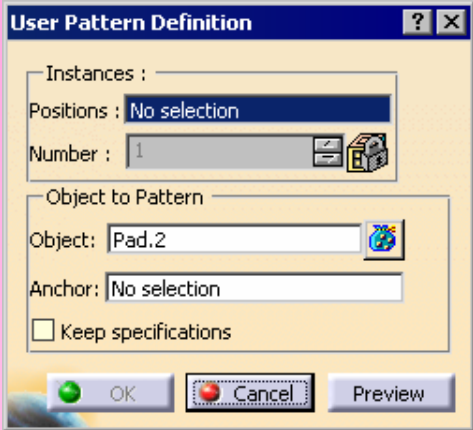 User Pattern Definition
Instances :
Positions : No selection
Number : 1
Object to Pattern
Object: Pad.2
Anchor: No selection
Keep specifications
OK Cancel Preview